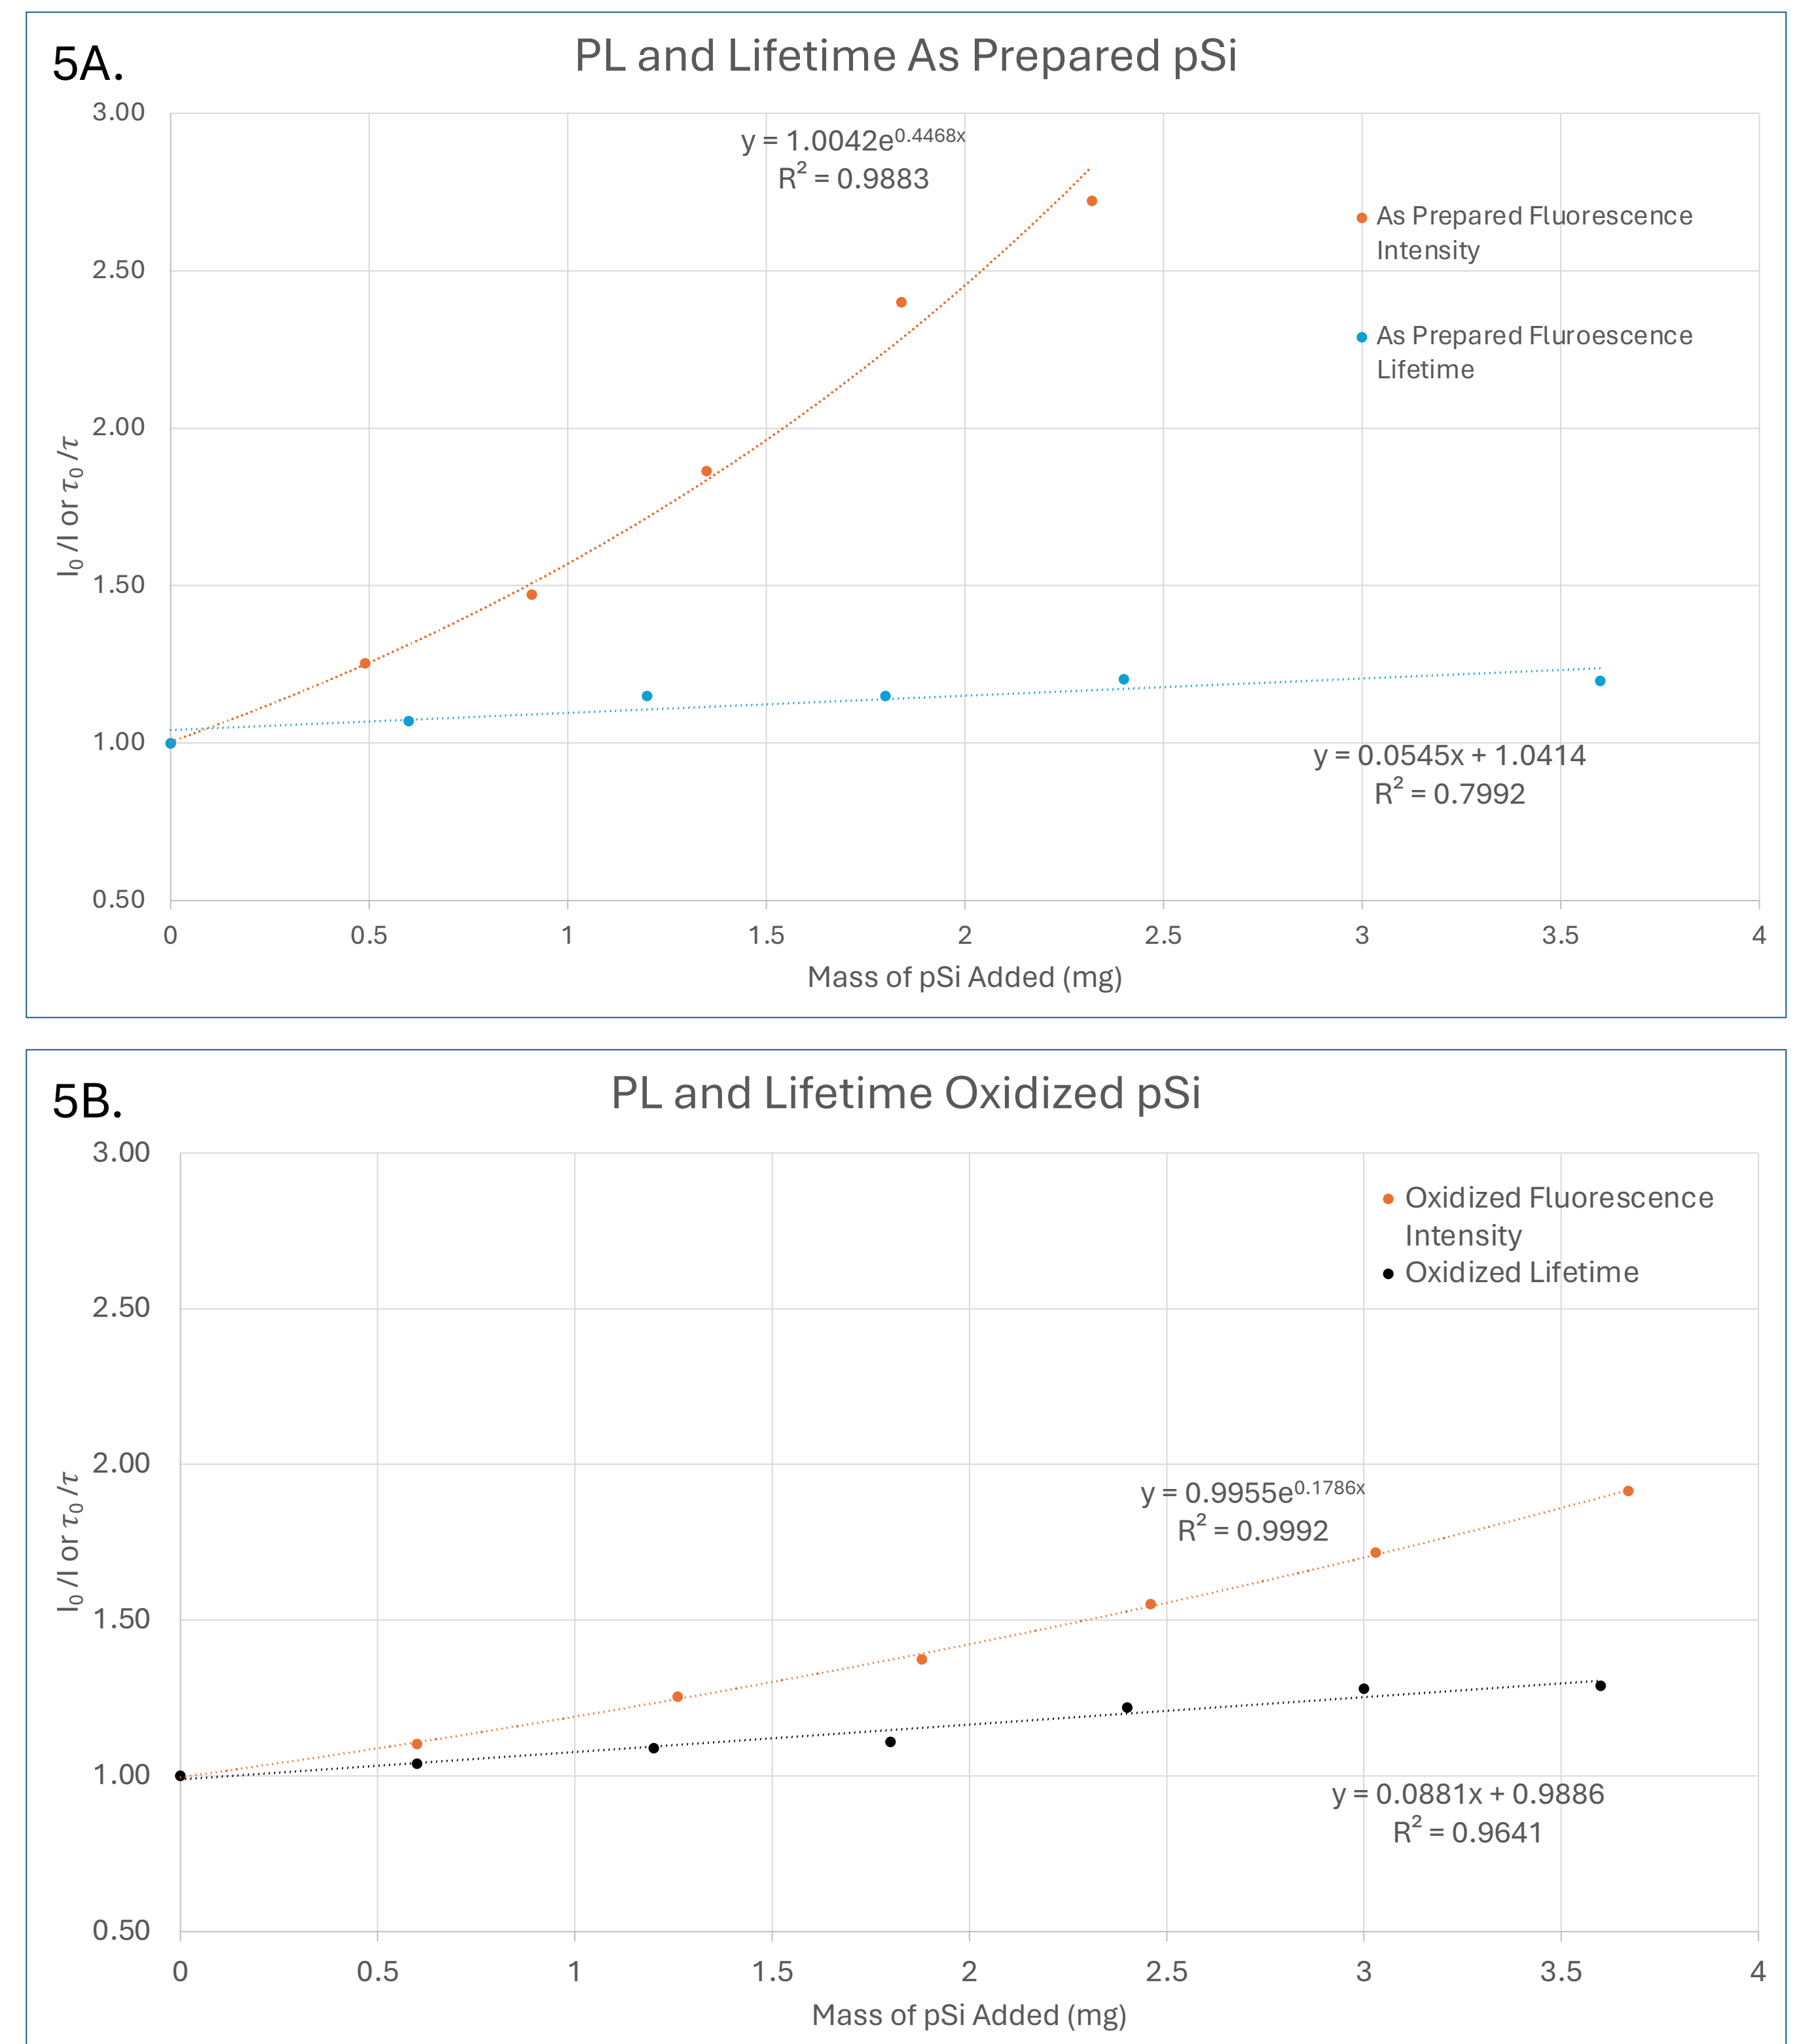 5A.
PL and Lifetime As Prepared pSi
3.00
2.50
2.00
1.50
1.00
0.50
I₀/I or τ₀/τ
y = 1.0042e^0.4468x
R² = 0.9883
As Prepared Fluorescence
Intensity
As Prepared Fluroescence
Lifetime
y = 0.0545x + 1.0414
R² = 0.7992
0 0.5 1 1.5 2 2.5 3 3.5 4
Mass of pSi Added (mg)
5B.
PL and Lifetime Oxidized pSi
3.00
2.50
2.00
1.50
1.00
0.50
I₀/I or τ₀/τ
Oxidized Fluorescence
Intensity
Oxidized Lifetime
y = 0.9955e^0.1786x
R² = 0.9992
y = 0.0881x + 0.9886
R² = 0.9641
0 0.5 1 1.5 2 2.5 3 3.5 4
Mass of pSi Added (mg)